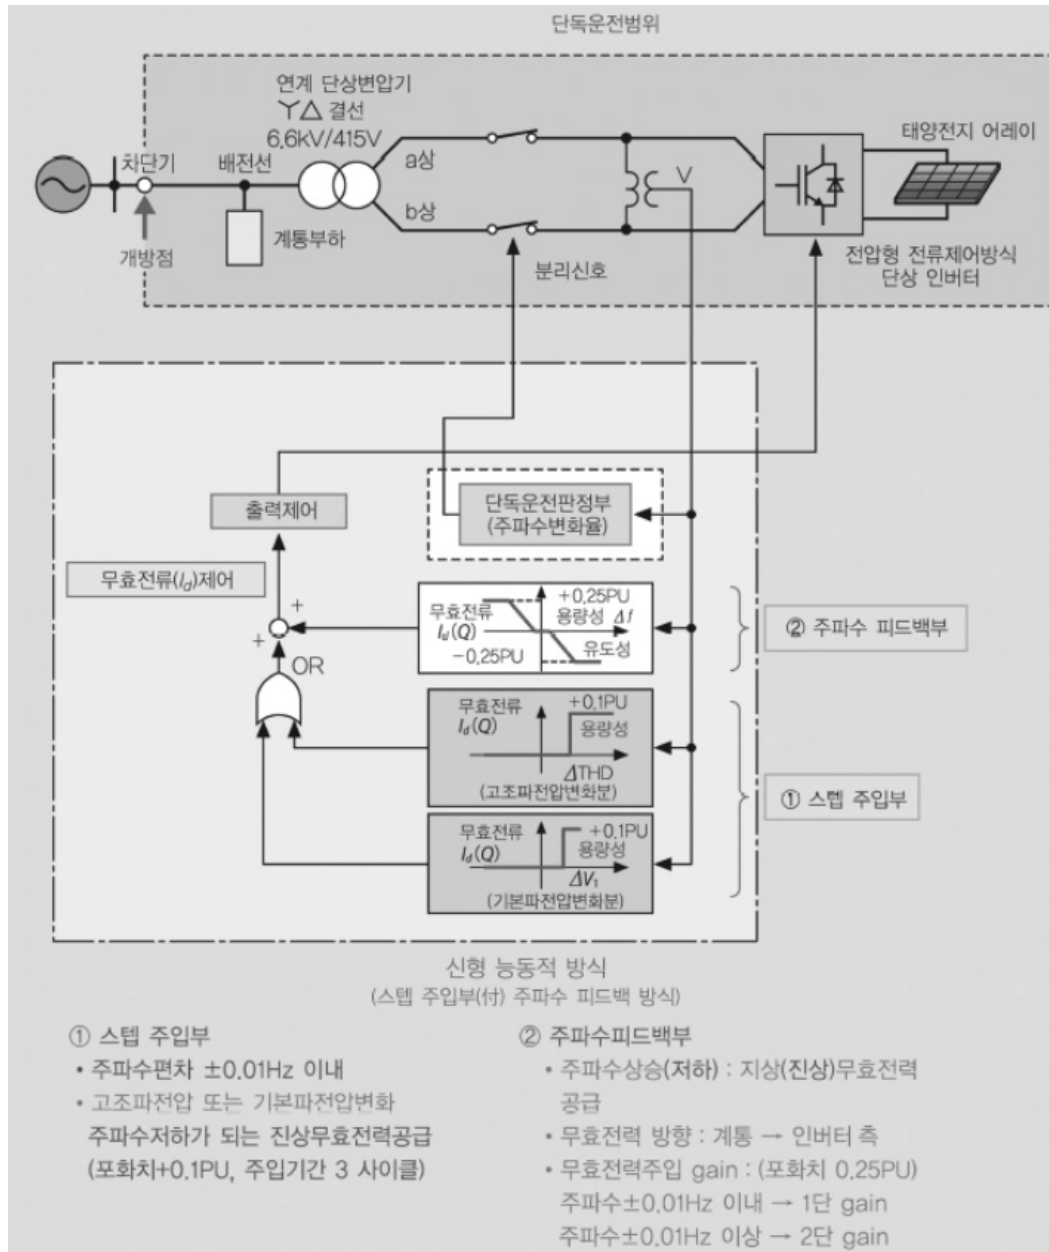 단독운전범위
연계 단상변압기
Y△ 결선
6.6kV/415V
차단기
배전선
a상
b상
V
태양전지 어레이
개방점
계통부하
분리신호
전압형 전류제어방식
단상 인버터
출력제어
단독운전판정부
(주파수변화율)
무효전류(Id)제어
+
+
OR
무효전류
Id(Q)
+0.25PU
용량성 Δf
-0.25PU
유도성
② 주파수 피드백부
무효전류
Id(Q)
+0.1PU
용량성
ΔTHD
(고조파전압변화분)
① 스텝 주입부
무효전류
Id(Q)
+0.1PU
용량성
ΔV₁
(기본파전압변화분)
신형 능동적 방식
(스텝 주입부(付) 주파수 피드백 방식)
① 스텝 주입부
• 주파수편차 ±0.01Hz 이내
• 고조파전압 또는 기본파전압변화
주파수저하가 되는 진상무효전력공급
(포화치+0.1PU, 주입기간 3 사이클)
② 주파수피드백부
• 주파수상승(저하) : 지상(진상)무효전력
공급
• 무효전력 방향 : 계통 → 인버터 측
• 무효전력주입 gain : (포화치 0.25PU)
주파수±0.01Hz 이내 → 1단 gain
주파수±0.01Hz 이상 → 2단 gain